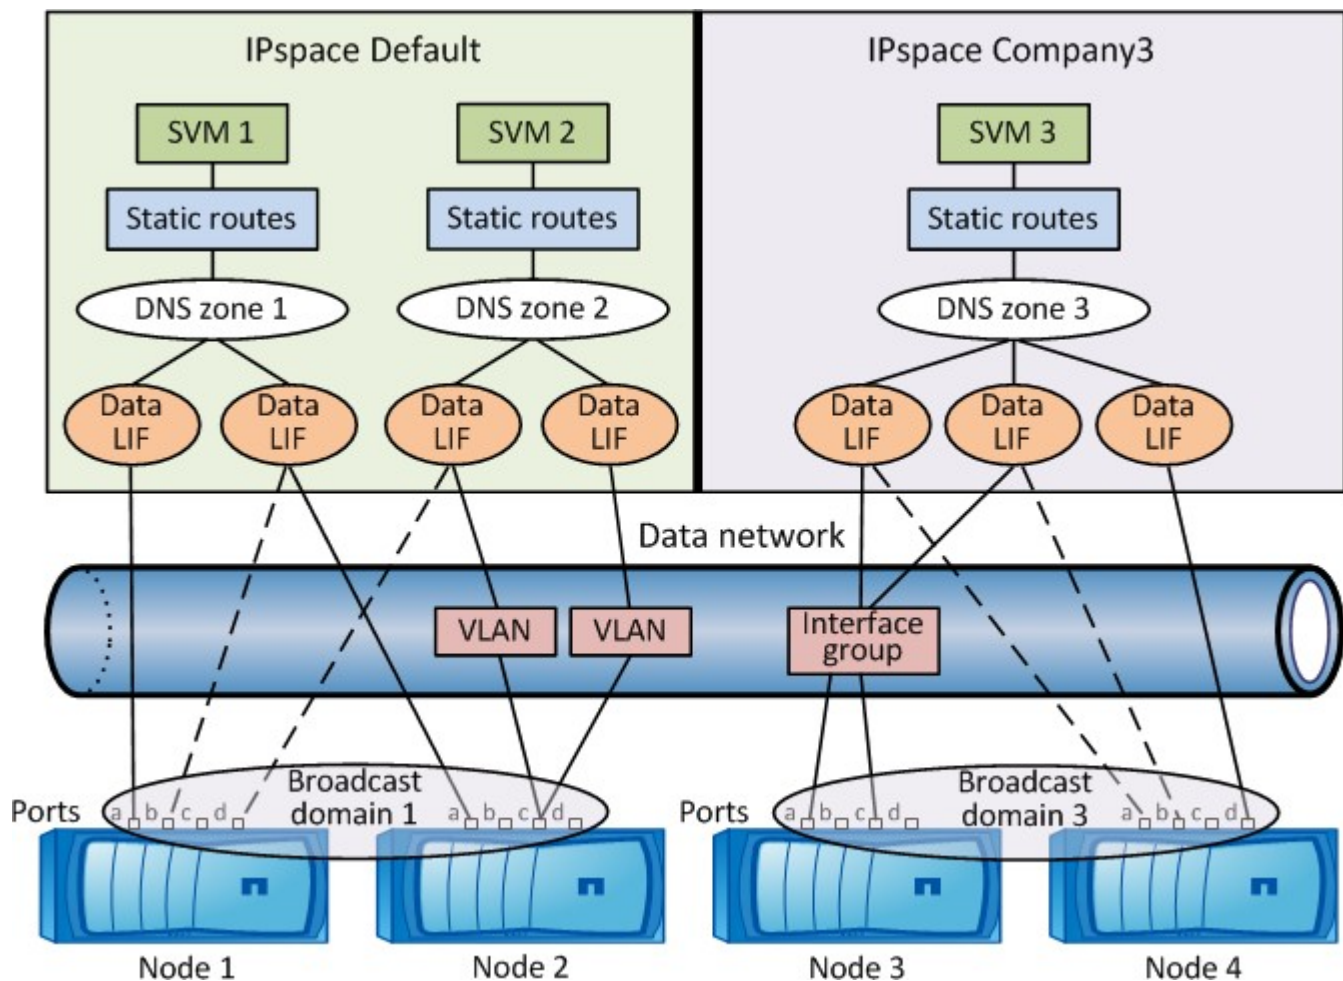 IPspace Default
IPspace Company3
SVM 1
SVM 2
SVM 3
Static routes
Static routes
Static routes
DNS zone 1
DNS zone 2
DNS zone 3
Data
LIF
Data
LIF
Data
LIF
Data
LIF
Data
LIF
Data
LIF
Data
LIF
Data network
VLAN
VLAN
Interface
group
Ports
a b c d
Broadcast
domain 1
a b c d
Ports
a b c d
Broadcast
domain 3
a b c d
Node 1
Node 2
Node 3
Node 4